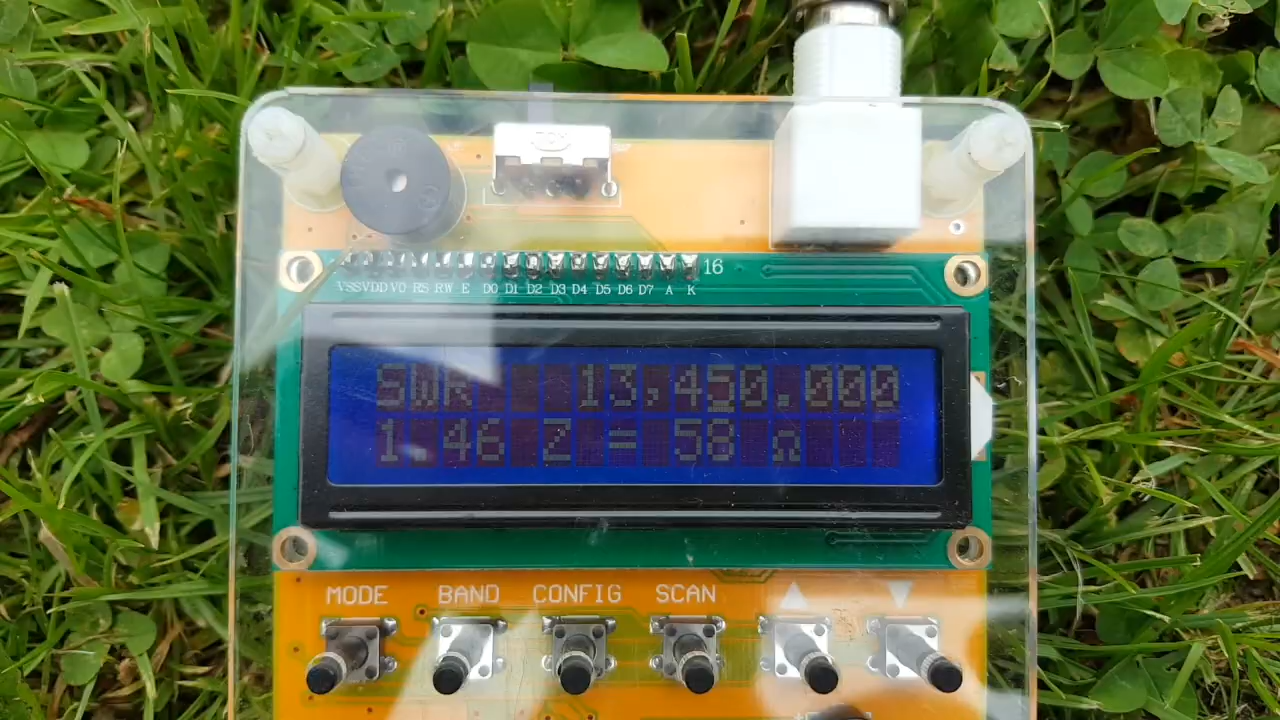 16
VSS VDD V0 RS RW E D0 D1 D2 D3 D4 D5 D6 D7 A K
SWR 13,450.000
1.46 Z = 58 Ω
MODE BAND CONFIG SCAN ▲ ▼